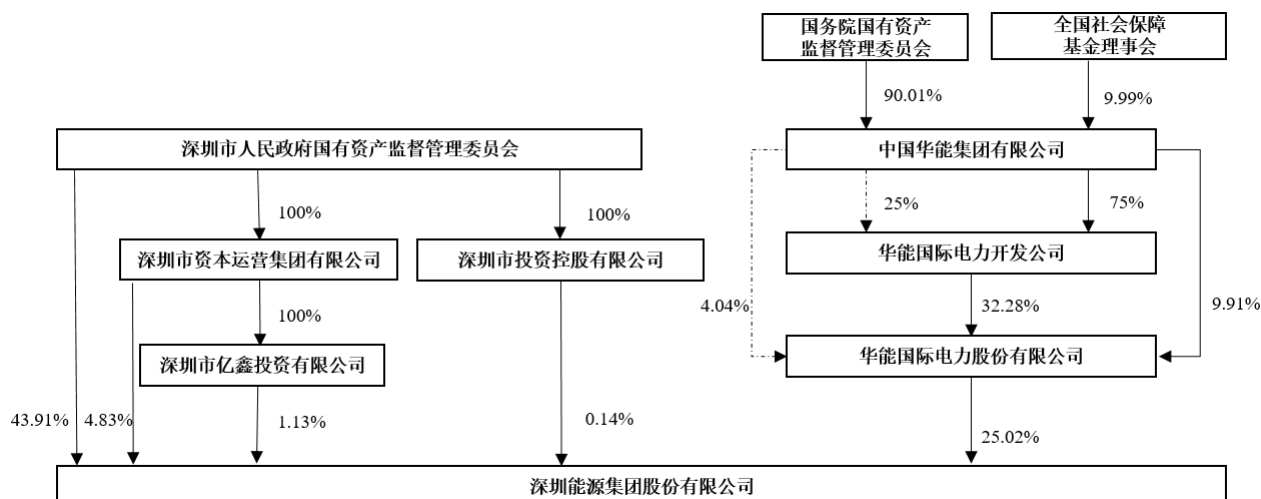 国务院国有资产
监督管理委员会
全国社会保障
基金理事会
90.01%
9.99%
深圳市人民政府国有资产监督管理委员会
中国华能集团有限公司
100%
100%
25%
75%
深圳市资本运营集团有限公司
深圳市投资控股有限公司
华能国际电力开发公司
100%
4.04%
32.28%
9.91%
深圳市亿鑫投资有限公司
华能国际电力股份有限公司
43.91%
4.83%
1.13%
0.14%
25.02%
深圳能源集团股份有限公司